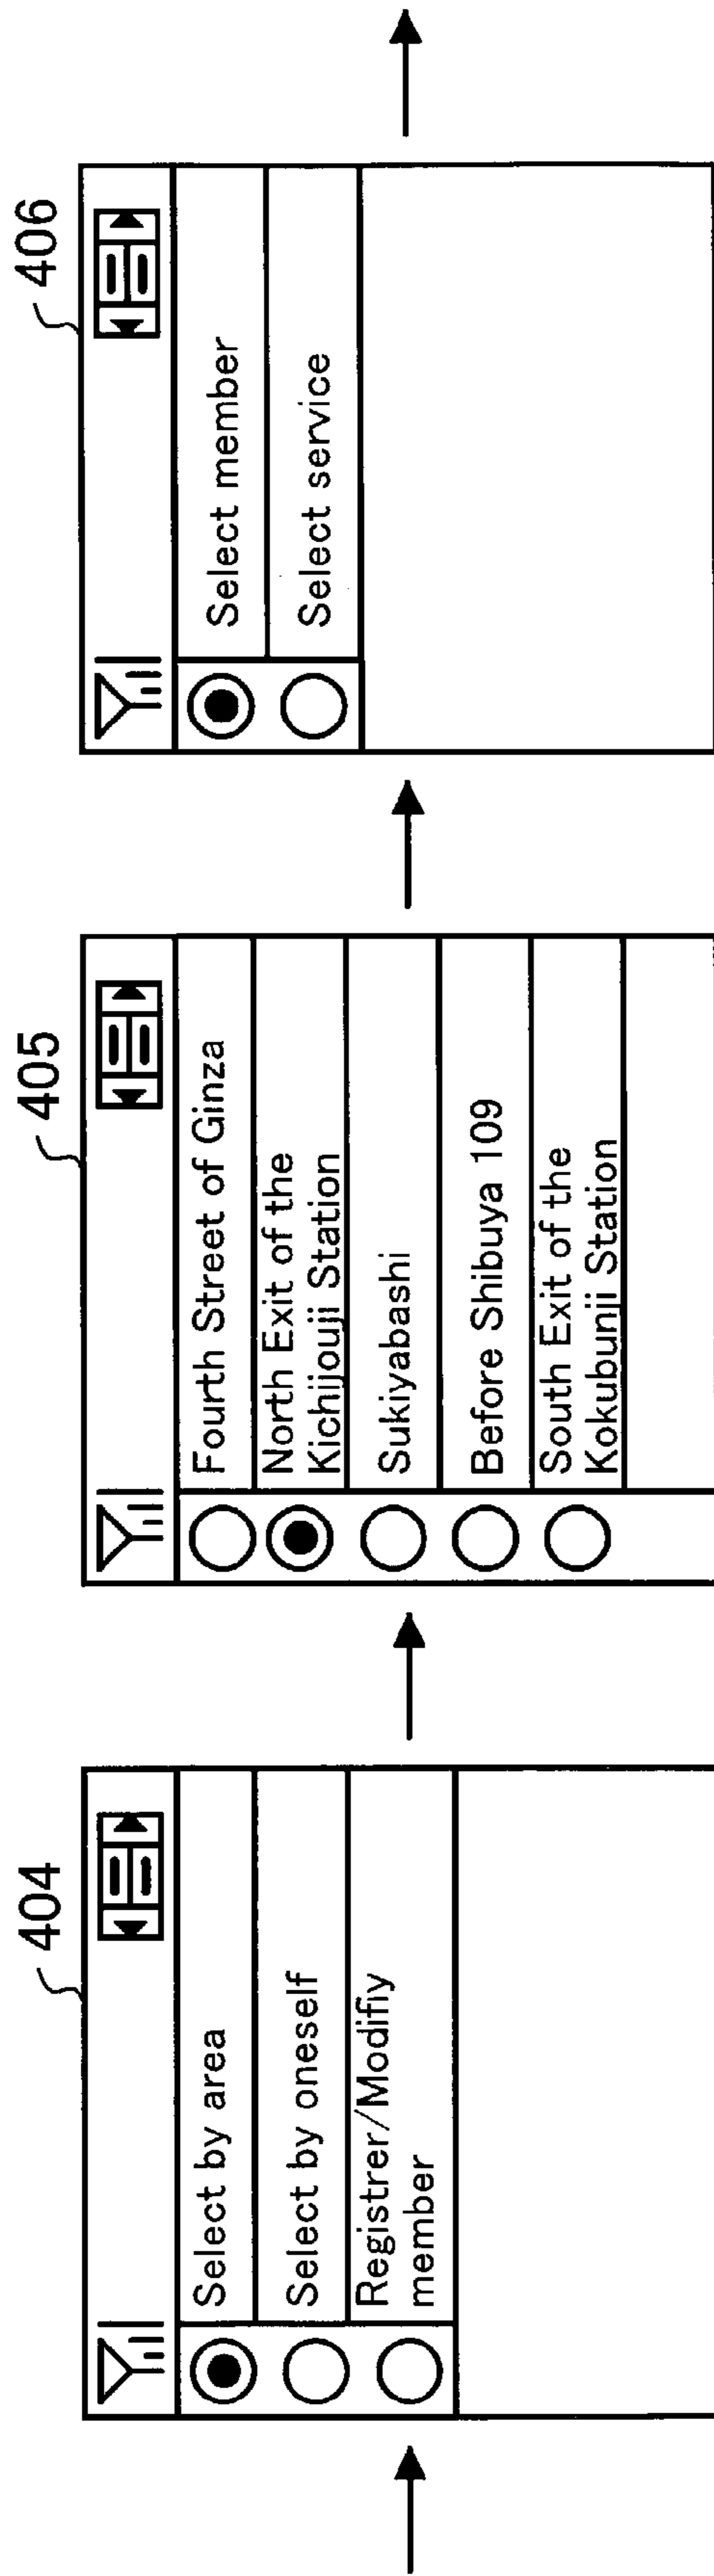 404
Select by area
Select by oneself
Registrer/Modifiy
member
405
Fourth Street of Ginza
North Exit of the
Kichijouji Station
Sukiyabashi
Before Shibuya 109
South Exit of the
Kokubunji Station
406
Select member
Select service